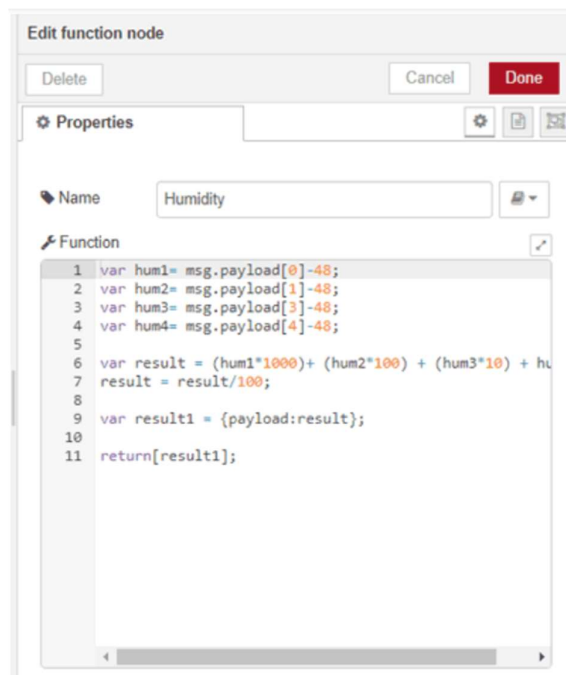 Edit function node
Delete
Cancel
Done
Properties
Name
Humidity
Function
1 var hum1= msg.payload[0]-48;
2 var hum2= msg.payload[1]-48;
3 var hum3= msg.payload[3]-48;
4 var hum4= msg.payload[4]-48;
5
6 var result = (hum1*1000)+ (hum2*100) + (hum3*10) + hu
7 result = result/100;
8
9 var result1 = {payload:result};
10
11 return[result1];